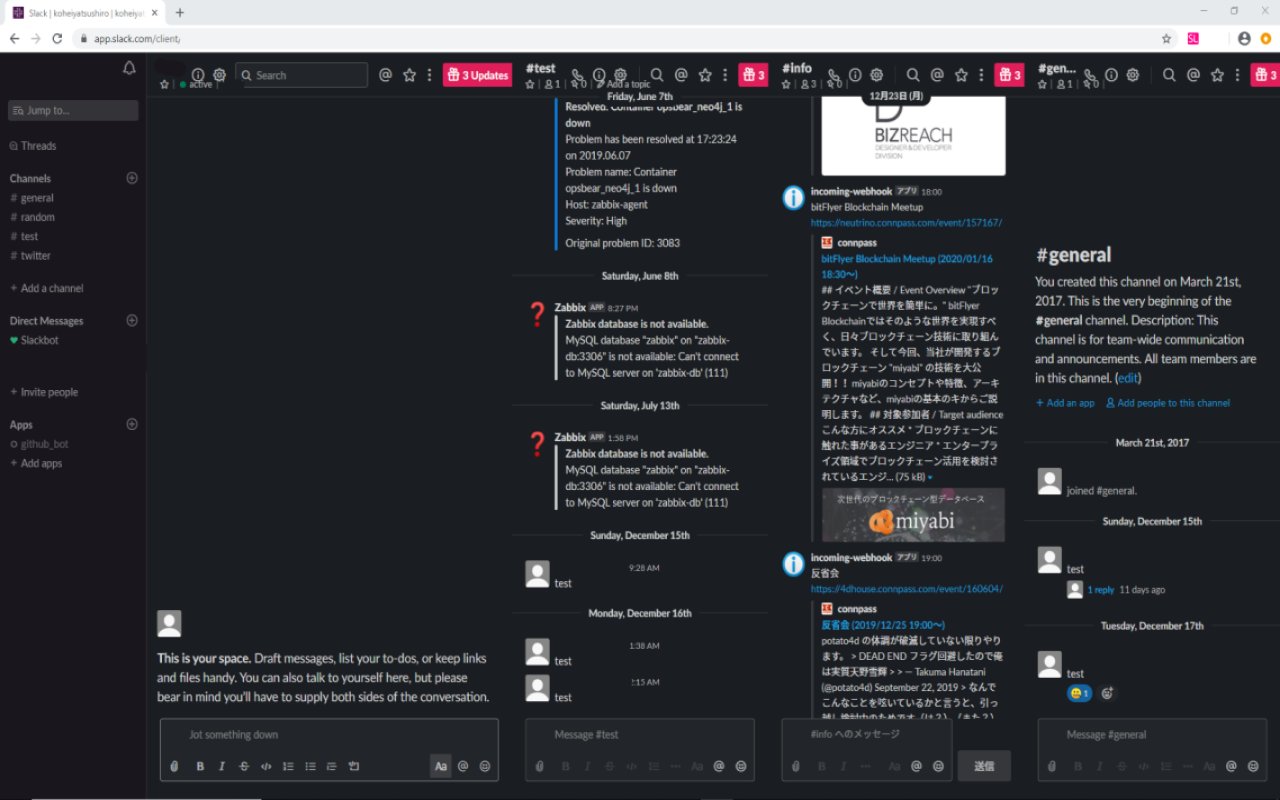 Slack | koheiyatsushiro | koheiyat
app.slack.com/client/
Jump to...
Threads
Channels
# general
# random
# test
# twitter
+ Add a channel
Direct Messages
Slackbot
+ Invite people
Apps
github_bot
+ Add apps
active
Search
3 Updates
This is your space. Draft messages, list your to-dos, or keep links
and files handy. You can also talk to yourself here, but please
bear in mind you'll have to supply both sides of the conversation.
Jot something down
Aa
#test
1
0
Add a topic
3
Friday, June 7th
Resolved: Container opsbear_neo4j_1 is
down
Problem has been resolved at 17:23:24
on 2019.06.07
Problem name: Container
opsbear_neo4j_1 is down
Host: zabbix-agent
Severity: High
Original problem ID: 3083
Saturday, June 8th
Zabbix APP 8:27 PM
Zabbix database is not available.
MySQL database "zabbix" on "zabbix-
db:3306" is not available: Can't connect
to MySQL server on 'zabbix-db' (111)
Saturday, July 13th
Zabbix APP 1:58 PM
Zabbix database is not available.
MySQL database "zabbix" on "zabbix-
db:3306" is not available: Can't connect
to MySQL server on 'zabbix-db' (111)
Sunday, December 15th
9:28 AM
test
Monday, December 16th
1:38 AM
test
:15 AM
test
Message #test
#info
3
0
3
12月23日 (月)
BIZREACH
DESIGNER & DEVELOPER
DIVISION
incoming-webhook アプリ 18:00
bitFlyer Blockchain Meetup
https://neutrino.connpass.com/event/157167/
connpass
bitFlyer Blockchain Meetup (2020/01/16
18:30〜)
## イベント概要 / Event Overview "ブロッ
クチェーンで世界を簡単に。" bitFlyer
Blockchainではそのような世界を実現すべ
く、日々ブロックチェーン技術に取り組ん
でいます。 そして今回、当社が開発するブ
ロックチェーン "miyabi" の技術を大公
開！！ miyabiのコンセプトや特徴、アーキ
テクチャなど、miyabiの基本のキからご説
明します。 ## 対象参加者 / Target audience
こんな方にオススメ * ブロックチェーンに
触れた事があるエンジニア * エンタープラ
イズ領域でブロックチェーン活用を検討さ
れているエンジ... (75 kB)
次世代のブロックチェーン型データベース
miyabi
incoming-webhook アプリ 19:00
反省会
https://4dhouse.connpass.com/event/160604/
connpass
反省会 (2019/12/25 19:00〜)
potato4d の体調が破滅していない限りやり
ます。 > DEAD END フラグ回避したので俺
は実質天野雪輝 > > — Takuma Hanatani
(@potato4d) September 22, 2019 > なんで
こんなことを呟いているかと言うと、引っ
越し検討中のためです（は？）（また？）
#info へのメッセージ
送信
#gen...
1
0
3
#general
You created this channel on March 21st,
2017. This is the very beginning of the
#general channel. Description: This
channel is for team-wide communication
and announcements. All team members are
in this channel. (edit)
+ Add an app Add people to this channel
March 21st, 2017
joined #general.
Sunday, December 15th
test
1 reply 11 days ago
Tuesday, December 17th
test
1
Message #general